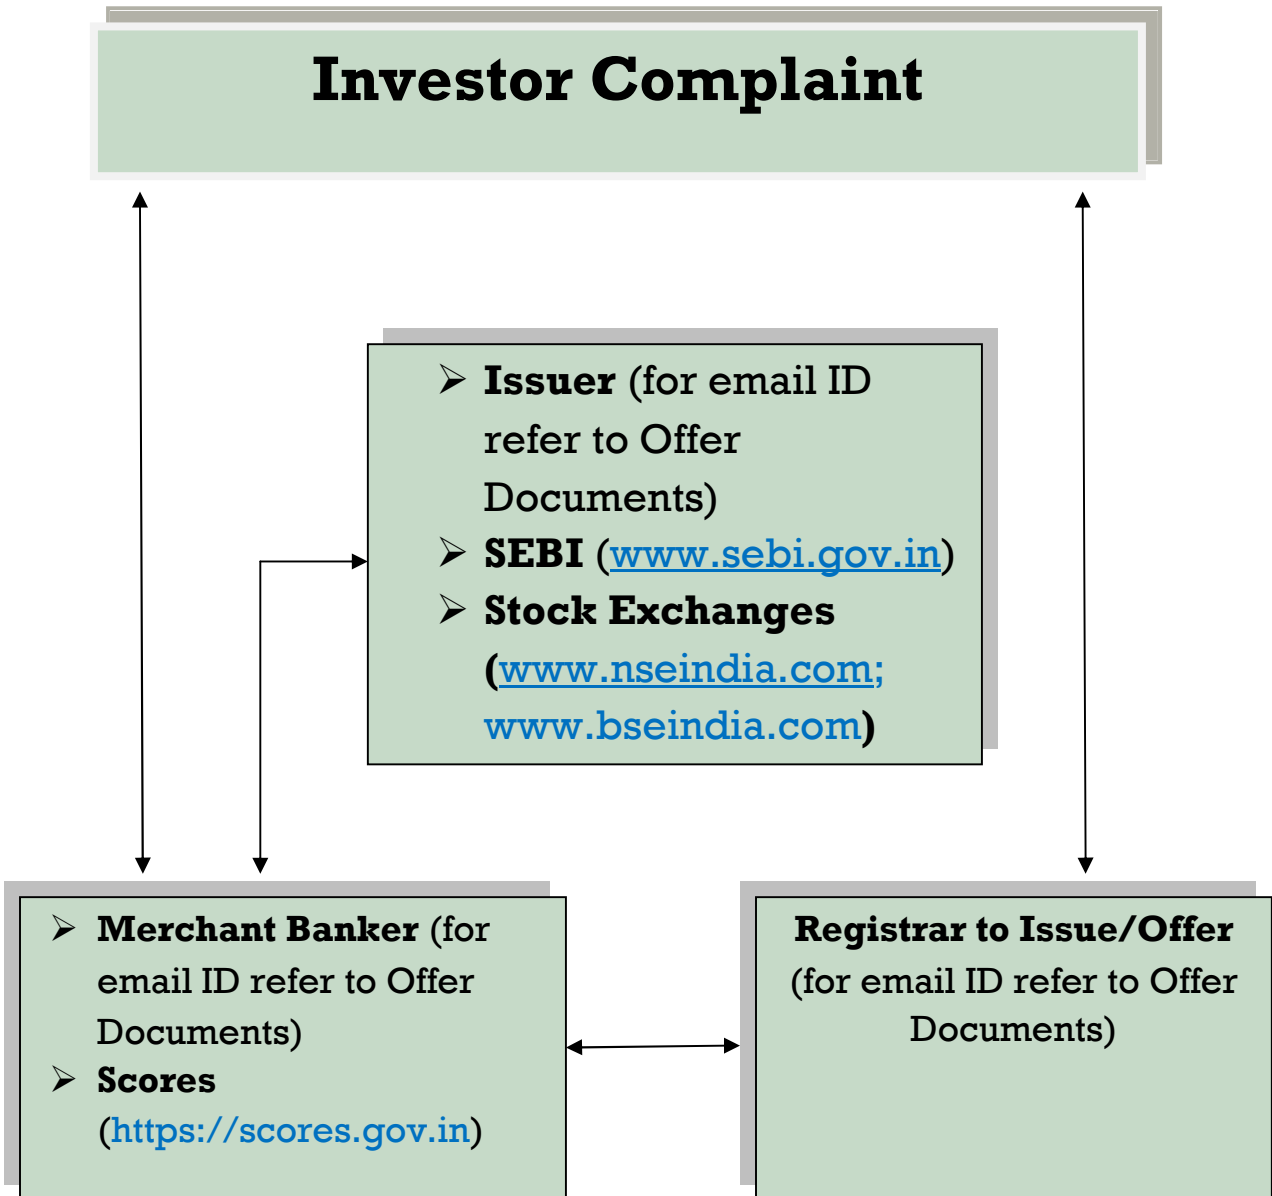 Investor Complaint
➢ Issuer (for email ID
refer to Offer
Documents)
➢ SEBI (www.sebi.gov.in)
➢ Stock Exchanges
(www.nseindia.com;
www.bseindia.com)
➢ Merchant Banker (for
email ID refer to Offer
Documents)
➢ Scores
(https://scores.gov.in)
Registrar to Issue/Offer
(for email ID refer to Offer
Documents)